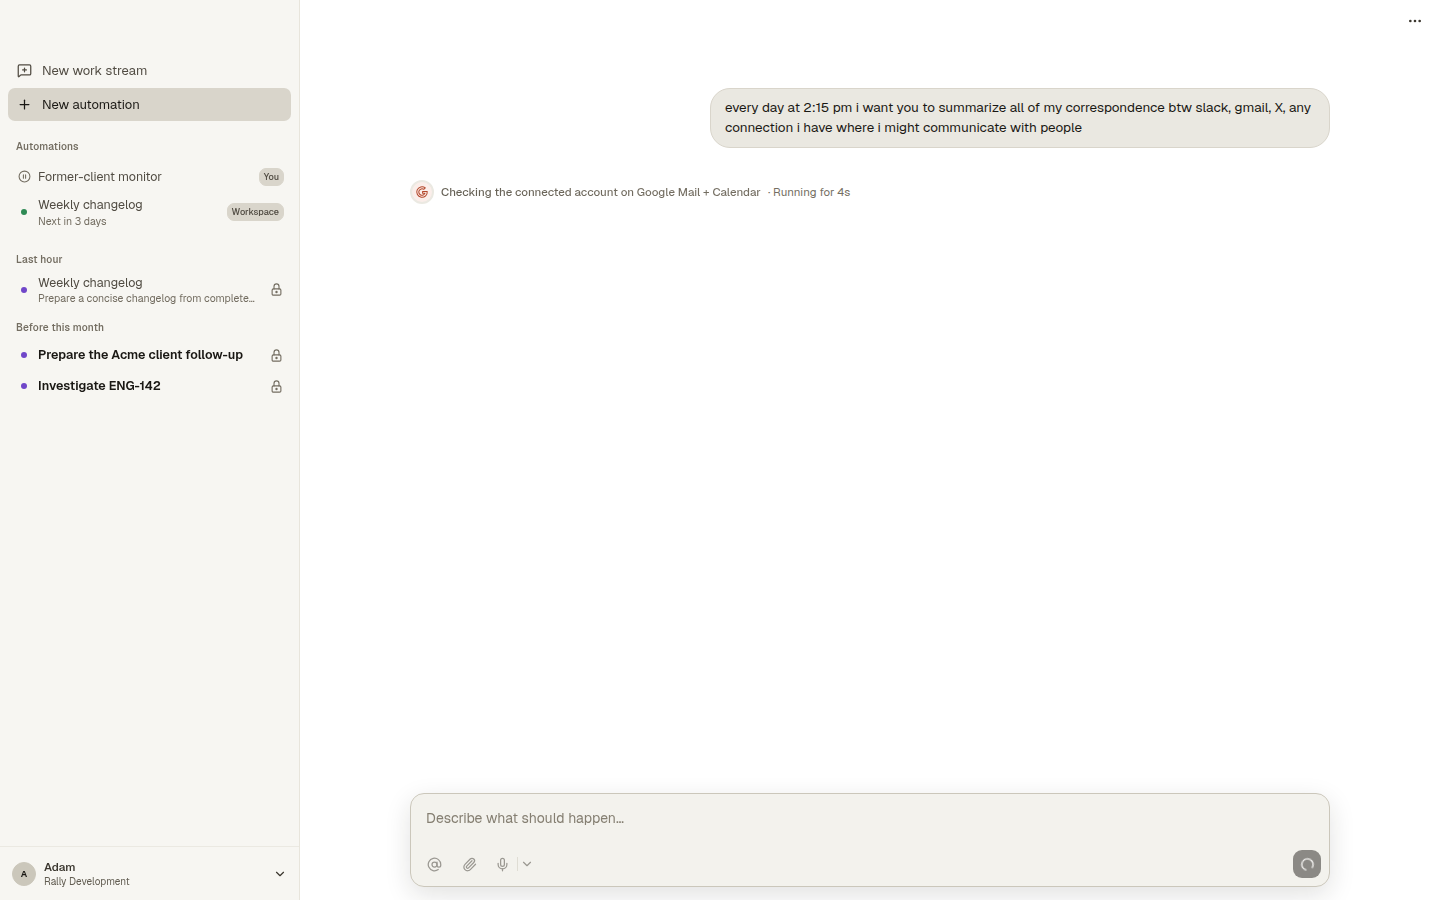 New work stream
New automation
Automations
Former-client monitor
You
Weekly changelog
Next in 3 days
Workspace
Last hour
Weekly changelog
Prepare a concise changelog from complete…
Before this month
Prepare the Acme client follow-up
Investigate ENG-142
A
Adam
Rally Development
every day at 2:15 pm i want you to summarize all of my correspondence btw slack, gmail, X, any
connection i have where i might communicate with people
Checking the connected account on Google Mail + Calendar · Running for 4s
Describe what should happen…